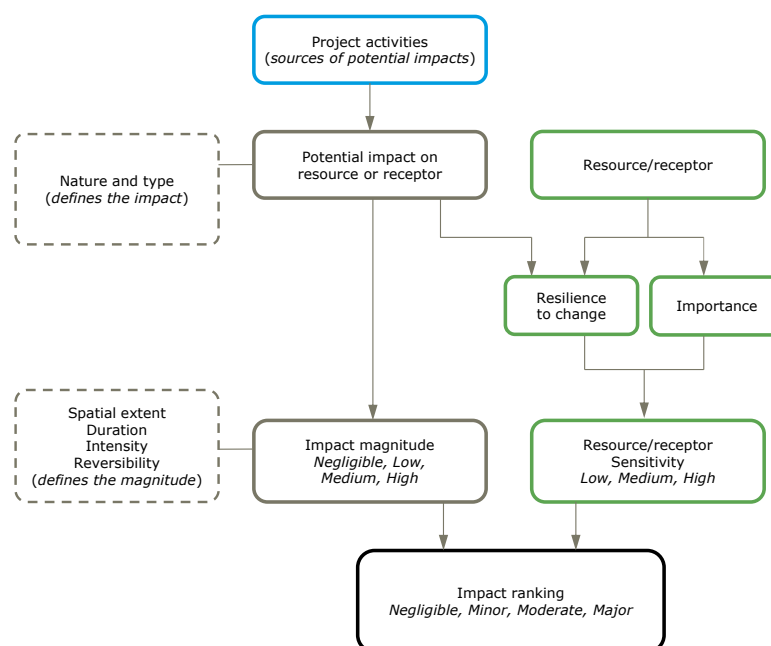 Project activities
(sources of potential impacts)
Nature and type
(defines the impact)
Potential impact on
resource or receptor
Resource/receptor
Resilience
to change
Importance
Spatial extent
Duration
Intensity
Reversibility
(defines the magnitude)
Impact magnitude
Negligible, Low,
Medium, High
Resource/receptor
Sensitivity
Low, Medium, High
Impact ranking
Negligible, Minor, Moderate, Major